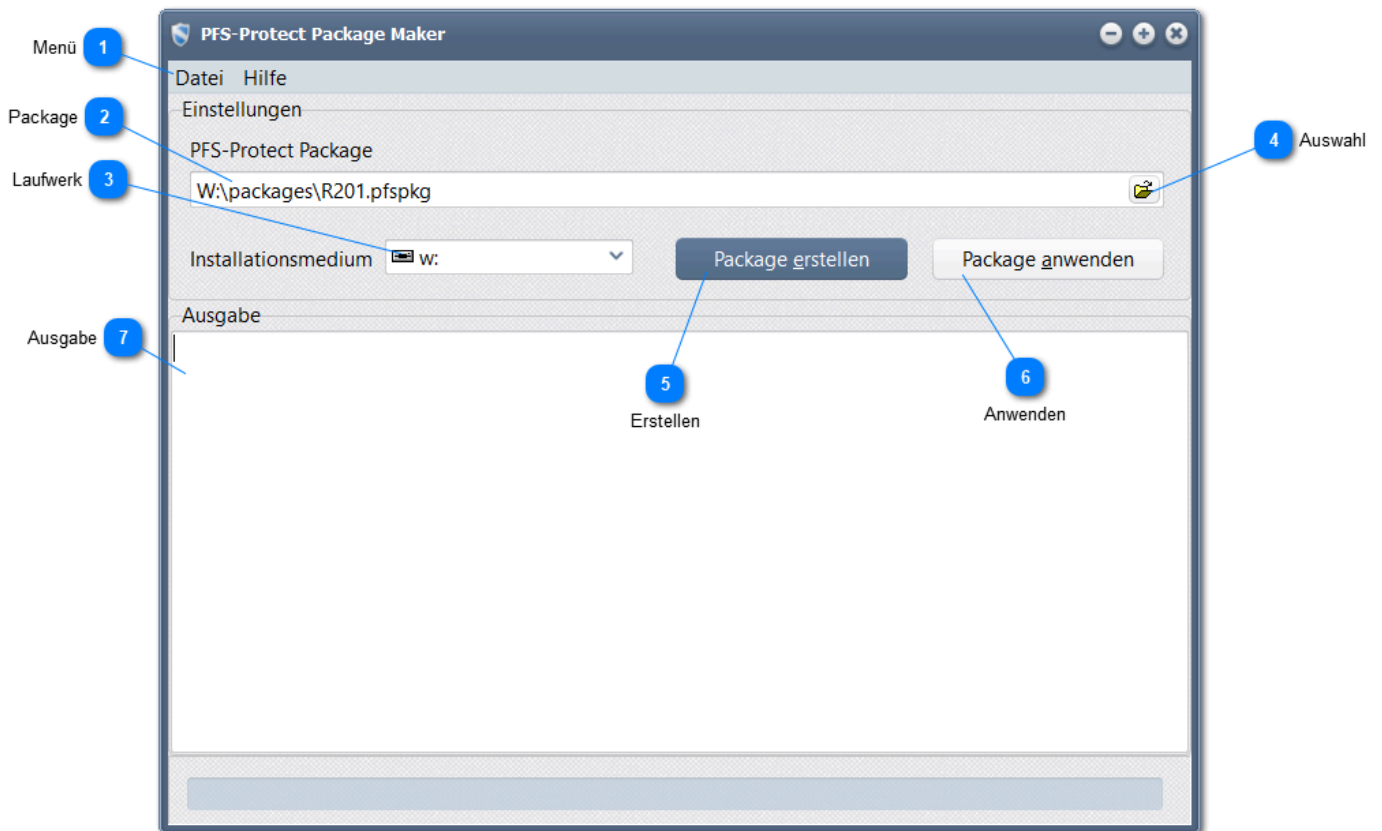 PFS-Protect Package Maker
Menü 1
Datei Hilfe
Einstellungen
Package 2
PFS-Protect Package
4 Auswahl
Laufwerk 3
W:\packages\R201.pfspkg
Installationsmedium w: Package erstellen Package anwenden
Ausgabe
Ausgabe 7
5
Erstellen
6
Anwenden